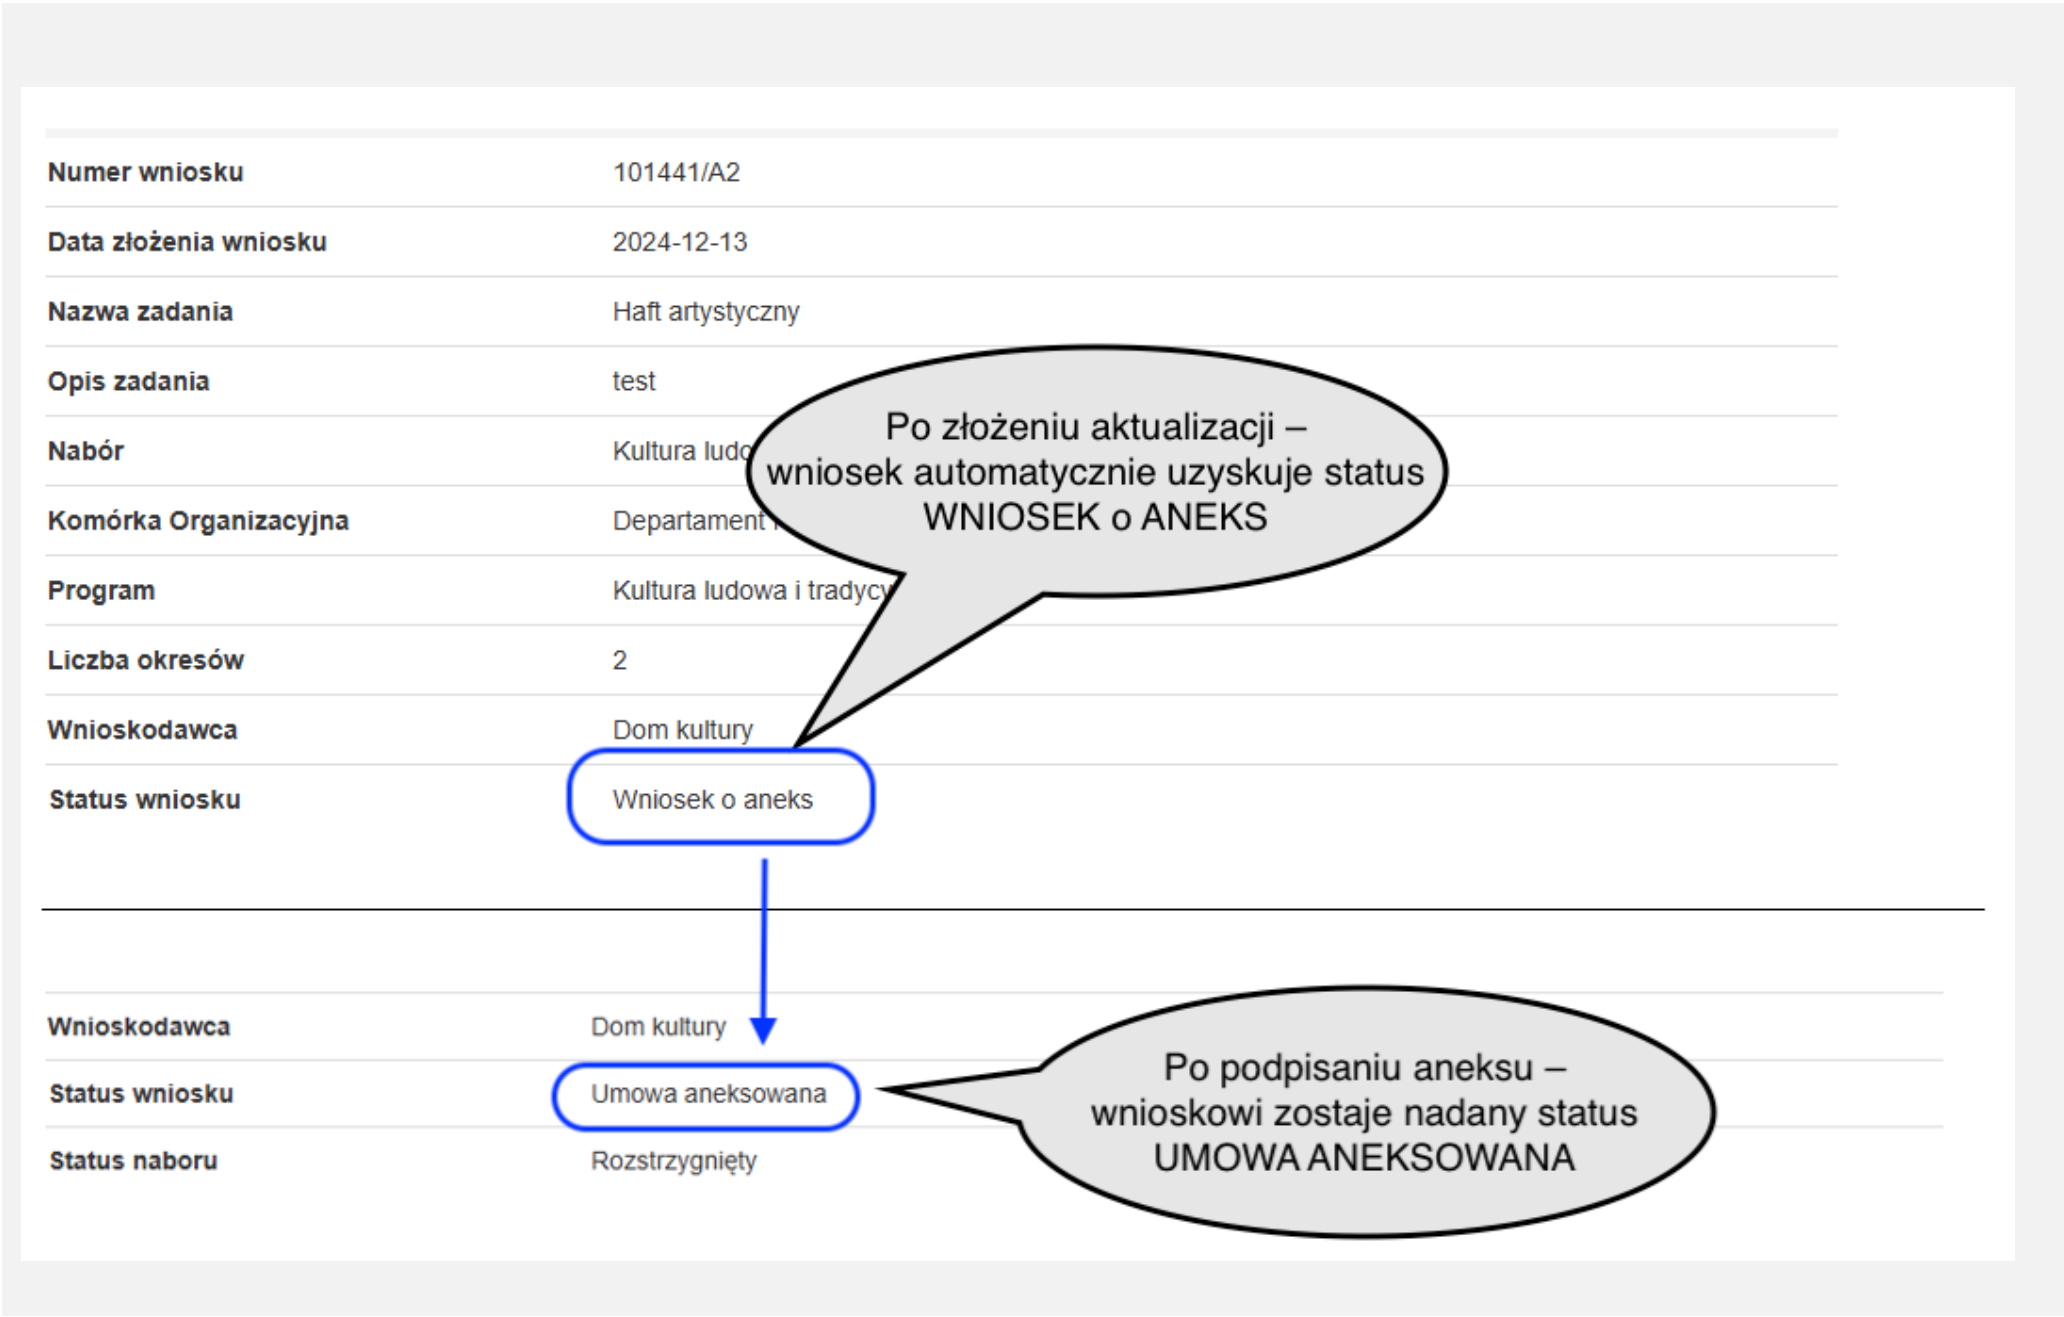 Numer wniosku 101441/A2
Data złożenia wniosku 2024-12-13
Nazwa zadania Haft artystyczny
Opis zadania test
Nabór Kultura
Komórka Organizacyjna Departament
Program Kultura ludowa i
Liczba okresów 2
Wnioskodawca Dom kultury
Status wniosku Wniosek o aneks
Po złożeniu aktualizacji –
wniosek automatycznie uzyskuje status
WNIOSEK o ANEKS
Wnioskodawca Dom kultury
Status wniosku Umowa aneksowana
Status naboru Rozstrzygnięty
Po podpisaniu aneksu –
wnioskowi zostaje nadany status
UMOWA ANEKSOWANA